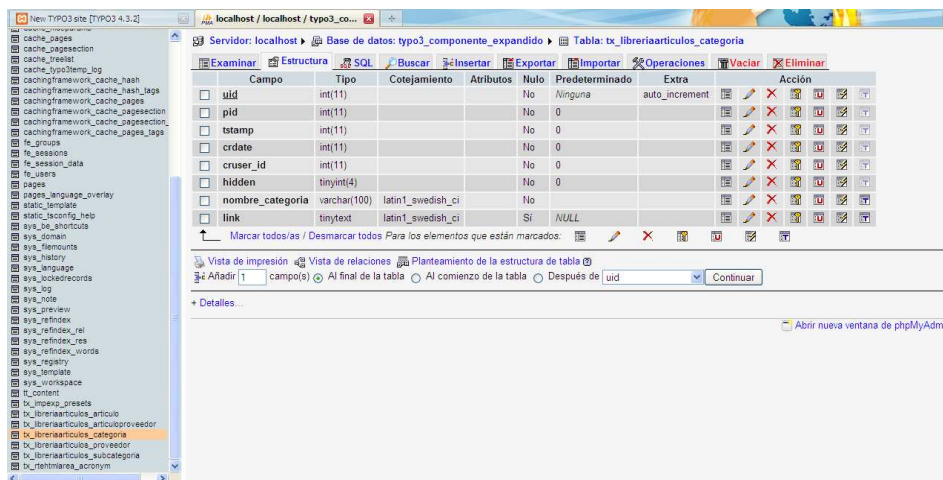 New TYPO3 site [TYPO3 4.3.2]
localhost / localhost / typo3_co...
cache_pages
cache_pagesection
cache_treelist
cache_typo3temp_log
cachingframework_cache_hash
cachingframework_cache_hash_tags
cachingframework_cache_pages
cachingframework_cache_pagesection
cachingframework_cache_pagesection_
cachingframework_cache_pages_tags
fe_groups
fe_sessions
fe_session_data
fe_users
pages
pages_language_overlay
static_template
static_tsconfig_help
sys_be_shortcuts
sys_domain
sys_filemounts
sys_history
sys_language
sys_lockedrecords
sys_log
sys_note
sys_preview
sys_refindex
sys_refindex_rel
sys_refindex_res
sys_refindex_words
sys_registry
sys_template
sys_workspace
tt_content
tx_impexp_presets
tx_libreriaarticulos_articulo
tx_libreriaarticulos_articuloproveedor
tx_libreriaarticulos_categoria
tx_libreriaarticulos_proveedor
tx_libreriaarticulos_subcategoria
tx_rtehtmlarea_acronym
Servidor: localhost Base de datos: typo3_componente_expandido Tabla: tx_libreriaarticulos_categoria
Examinar Estructura SQL Buscar Insertar Exportar Importar Operaciones Vaciar Eliminar
Campo Tipo Cotejamiento Atributos Nulo Predeterminado Extra Acción
uid int(11) No Ninguna auto_increment
pid int(11) No 0
tstamp int(11) No 0
crdate int(11) No 0
cruser_id int(11) No 0
hidden tinyint(4) No 0
nombre_categoria varchar(100) latin1_swedish_ci No
link tinytext latin1_swedish_ci Sí NULL
Marcar todos/as / Desmarcar todos Para los elementos que están marcados:
Vista de impresión Vista de relaciones Planteamiento de la estructura de tabla
Añadir 1 campo(s) Al final de la tabla Al comienzo de la tabla Después de uid Continuar
+ Detalles...
Abrir nueva ventana de phpMyAdm